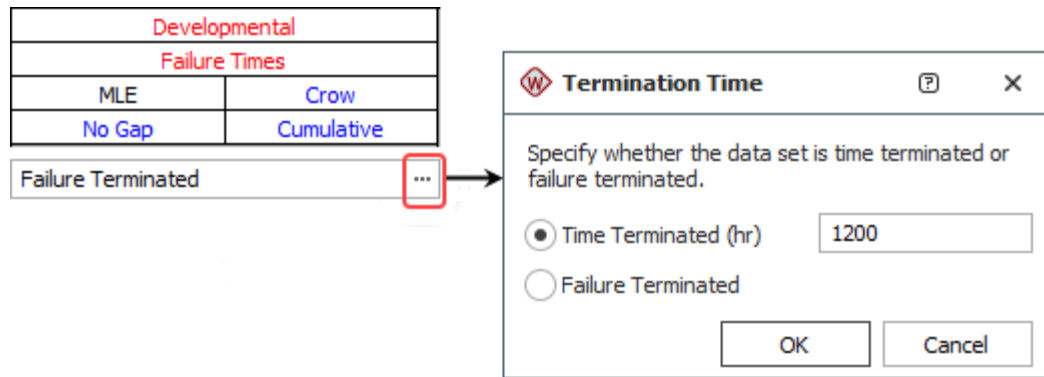 Developmental
Failure Times
MLE
Crow
No Gap
Cumulative
Failure Terminated
...
W Termination Time ? ×
Specify whether the data set is time terminated or
failure terminated.
Time Terminated (hr) 1200
Failure Terminated
OK Cancel